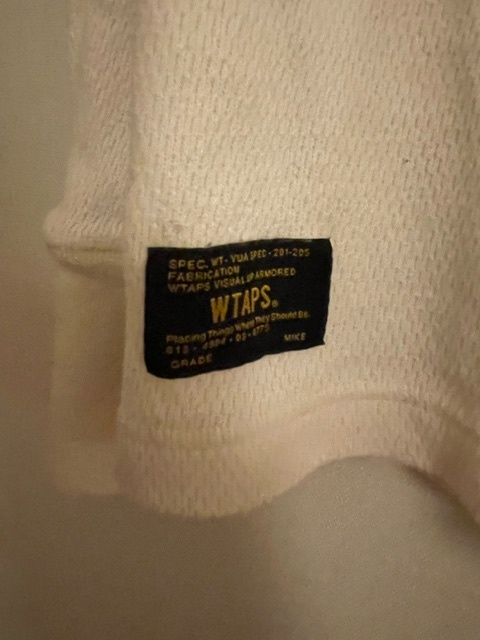 SPEC. WT-VUA SPEC-201-205
FABRICATION
WTAPS VISUAL UPARMORED
WTAPS®
Placing Things Where They Should Be.
GRADE
MIKE